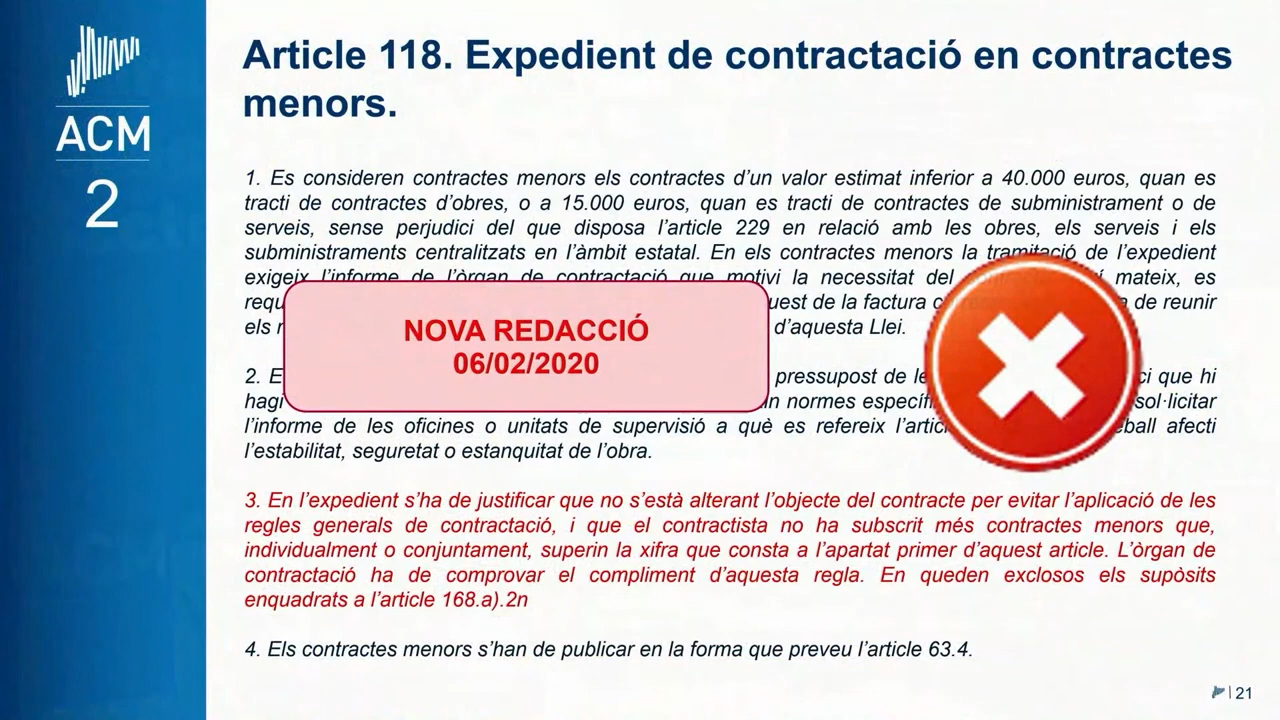 ACM
2
Article 118. Expedient de contractació en contractes
menors.
1. Es consideren contractes menors els contractes d’un valor estimat inferior a 40.000 euros, quan es
tracti de contractes d’obres, o a 15.000 euros, quan es tracti de contractes de subministrament o de
serveis, sense perjudici del que disposa l’article 229 en relació amb les obres, els serveis i els
subministraments centralitzats en l’àmbit estatal. En els contractes menors la tramitació de l’expedient
exigeix l’informe de l’òrgan de contractació que motivi la necessitat del mateix, es
de la factura de reunir
els d’aquesta Llei.
NOVA REDACCIÓ
06/02/2020
2. pressupost de que hi
hagi normes sol·licitar
l’informe de les oficines o unitats de supervisió a què es refereix afecti
l’estabilitat, seguretat o estanquitat de l’obra.
3. En l’expedient s’ha de justificar que no s’està alterant l’objecte del contracte per evitar l’aplicació de les
regles generals de contractació, i que el contractista no ha subscrit més contractes menors que,
individualment o conjuntament, superin la xifra que consta a l’apartat primer d’aquest article. L’òrgan de
contractació ha de comprovar el compliment d’aquesta regla. En queden exclosos els supòsits
enquadrats a l’article 168.a).2n
4. Els contractes menors s’han de publicar en la forma que preveu l’article 63.4.
21